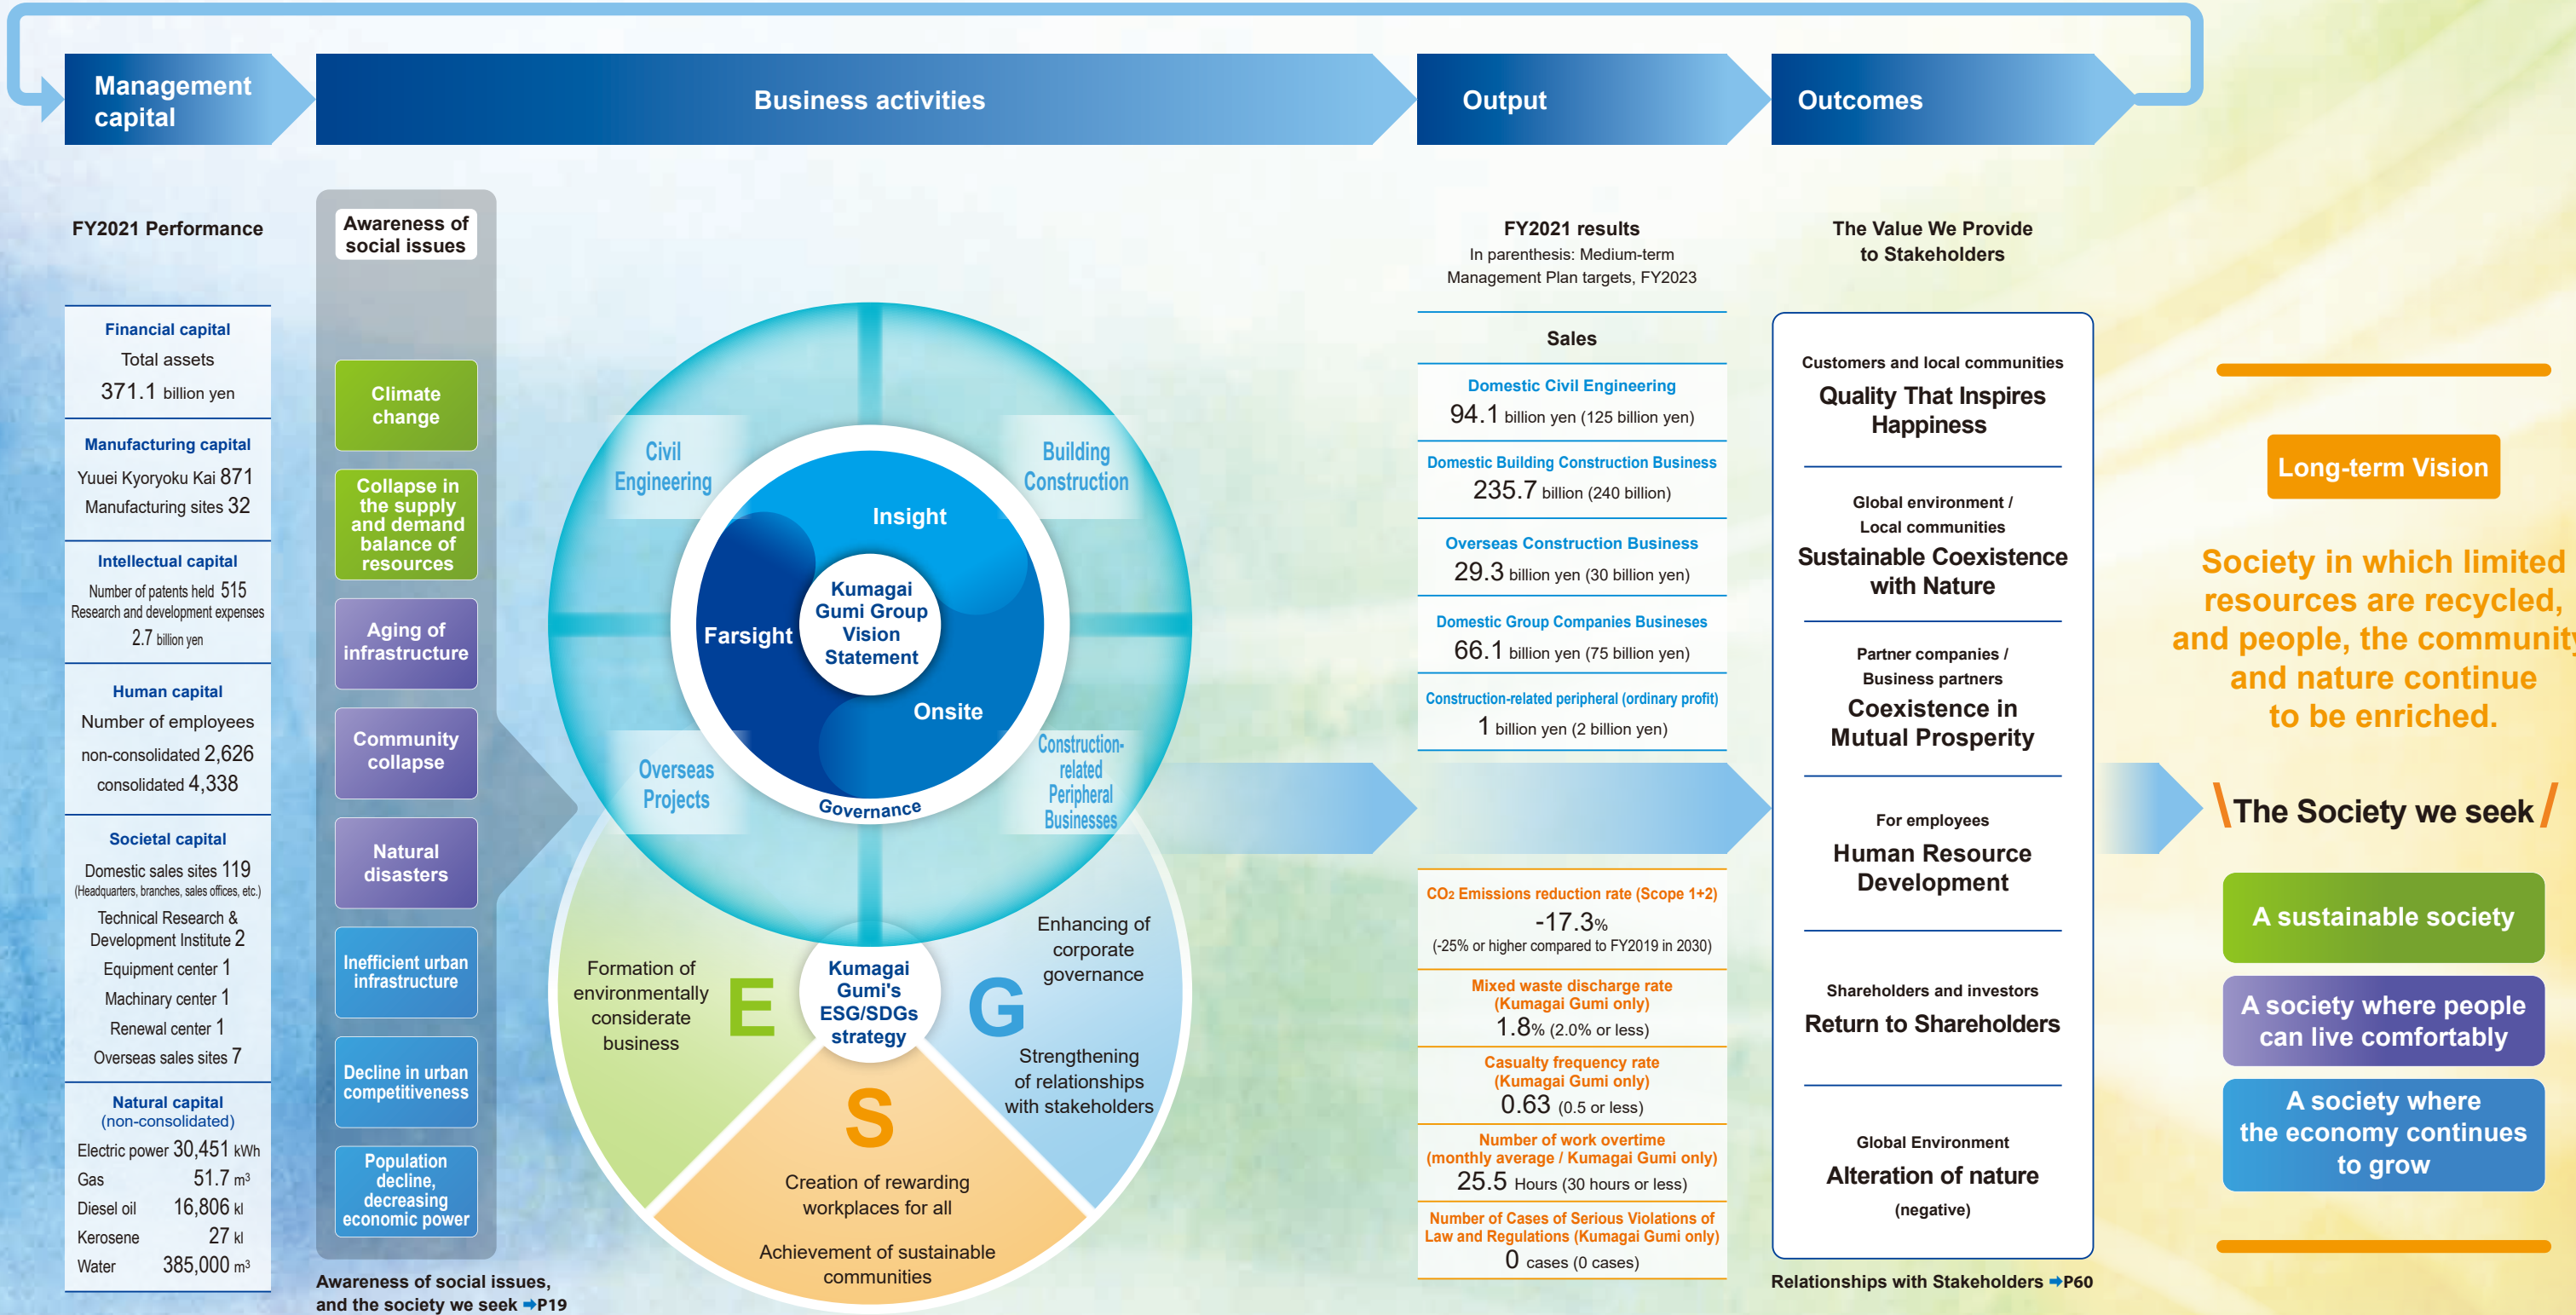 Management
capital
Business activities
Output
Outcomes
FY2021 Performance
Financial capital
Total assets
371.1 billion yen
Manufacturing capital
Yuuei Kyoryoku Kai 871
Manufacturing sites 32
Intellectual capital
Number of patents held 515
Research and development expenses
2.7 billion yen
Human capital
Number of employees
non-consolidated 2,626
consolidated 4,338
Societal capital
Domestic sales sites 119
(Headquarters, branches, sales offices, etc.)
Technical Research &
Development Institute 2
Equipment center 1
Machinary center 1
Renewal center 1
Overseas sales sites 7
Natural capital
(non-consolidated)
Electric power 30,451 kWh
Gas 51.7 m³
Diesel oil 16,806 kl
Kerosene 27 kl
Water 385,000 m³
Awareness of
social issues
Climate
change
Collapse in
the supply
and demand
balance of
resources
Aging of
infrastructure
Community
collapse
Natural
disasters
Inefficient urban
infrastructure
Decline in urban
competitiveness
Population
decline,
decreasing
economic power
Awareness of social issues,
and the society we seek ➡P19
Civil
Engineering
Building
Construction
Overseas
Projects
Construction-
related
Peripheral
Businesses
Insight
Farsight
Onsite
Kumagai
Gumi Group
Vision
Statement
Governance
Kumagai
Gumi's
ESG/SDGs
strategy
E
Formation of
environmentally
considerate
business
G
Enhancing of
corporate
governance
Strengthening
of relationships
with stakeholders
S
Creation of rewarding
workplaces for all
Achievement of sustainable
communities
FY2021 results
In parenthesis: Medium-term
Management Plan targets, FY2023
Sales
Domestic Civil Engineering
94.1 billion yen (125 billion yen)
Domestic Building Construction Business
235.7 billion (240 billion)
Overseas Construction Business
29.3 billion yen (30 billion yen)
Domestic Group Companies Busineses
66.1 billion yen (75 billion yen)
Construction-related peripheral (ordinary profit)
1 billion yen (2 billion yen)
CO₂ Emissions reduction rate (Scope 1+2)
-17.3%
(-25% or higher compared to FY2019 in 2030)
Mixed waste discharge rate
(Kumagai Gumi only)
1.8% (2.0% or less)
Casualty frequency rate
(Kumagai Gumi only)
0.63 (0.5 or less)
Number of work overtime
(monthly average / Kumagai Gumi only)
25.5 Hours (30 hours or less)
Number of Cases of Serious Violations of
Law and Regulations (Kumagai Gumi only)
0 cases (0 cases)
The Value We Provide
to Stakeholders
Customers and local communities
Quality That Inspires
Happiness
Global environment /
Local communities
Sustainable Coexistence
with Nature
Partner companies /
Business partners
Coexistence in
Mutual Prosperity
For employees
Human Resource
Development
Shareholders and investors
Return to Shareholders
Global Environment
Alteration of nature
(negative)
Relationships with Stakeholders ➡P60
Long-term Vision
Society in which limited
resources are recycled,
and people, the community
and nature continue
to be enriched.
\The Society we seek/
A sustainable society
A society where people
can live comfortably
A society where
the economy continues
to grow